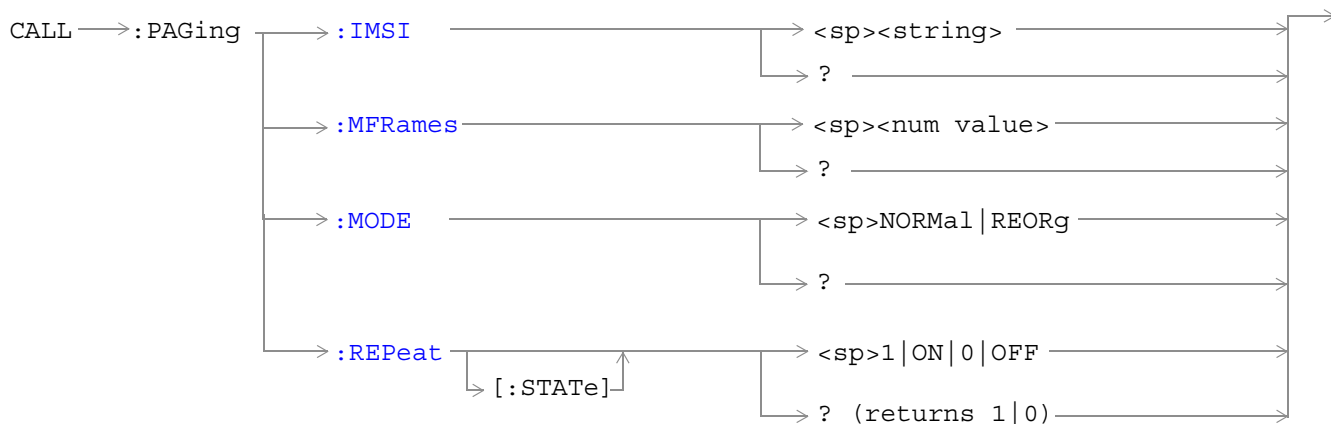 CALL :PAGing :IMSI <sp><string>
?
:MFRames <sp><num value>
?
:MODE <sp>NORMal|REORg
?
:REPeat <sp>1|ON|0|OFF
[:STATe]
? (returns 1|0)